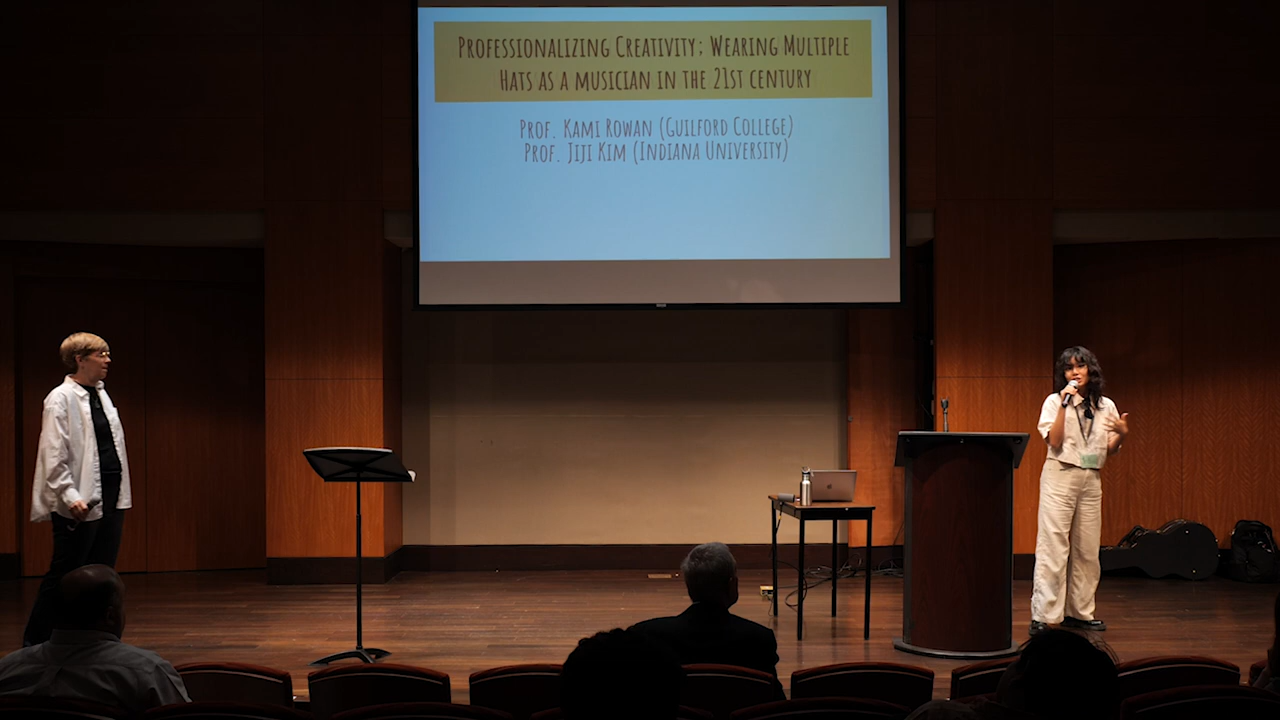 Professionalizing Creativity: Wearing Multiple
Hats as a musician in the 21st century
Prof. Kami Rowan (Guilford College)
Prof. Jiji Kim (Indiana University)